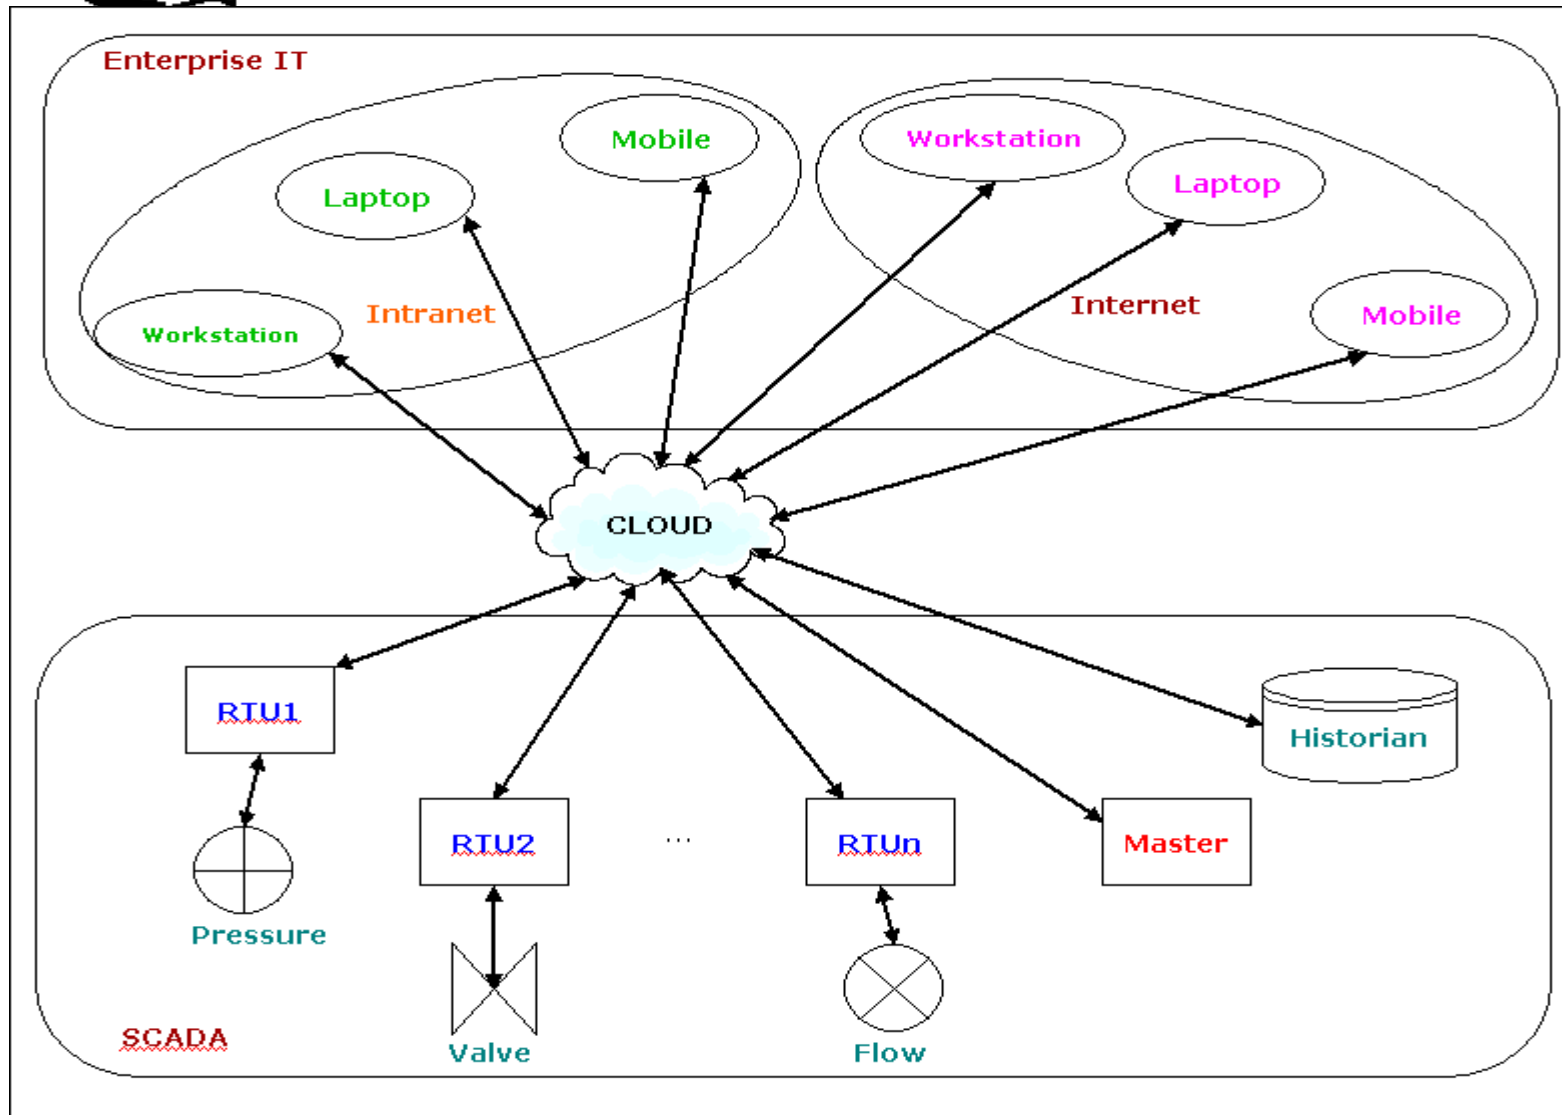 Enterprise IT
Mobile
Workstation
Laptop
Laptop
Intranet
Internet
Workstation
Mobile
CLOUD
RTU1
Historian
RTU2
...
RTUn
Master
Pressure
SCADA
Valve
Flow